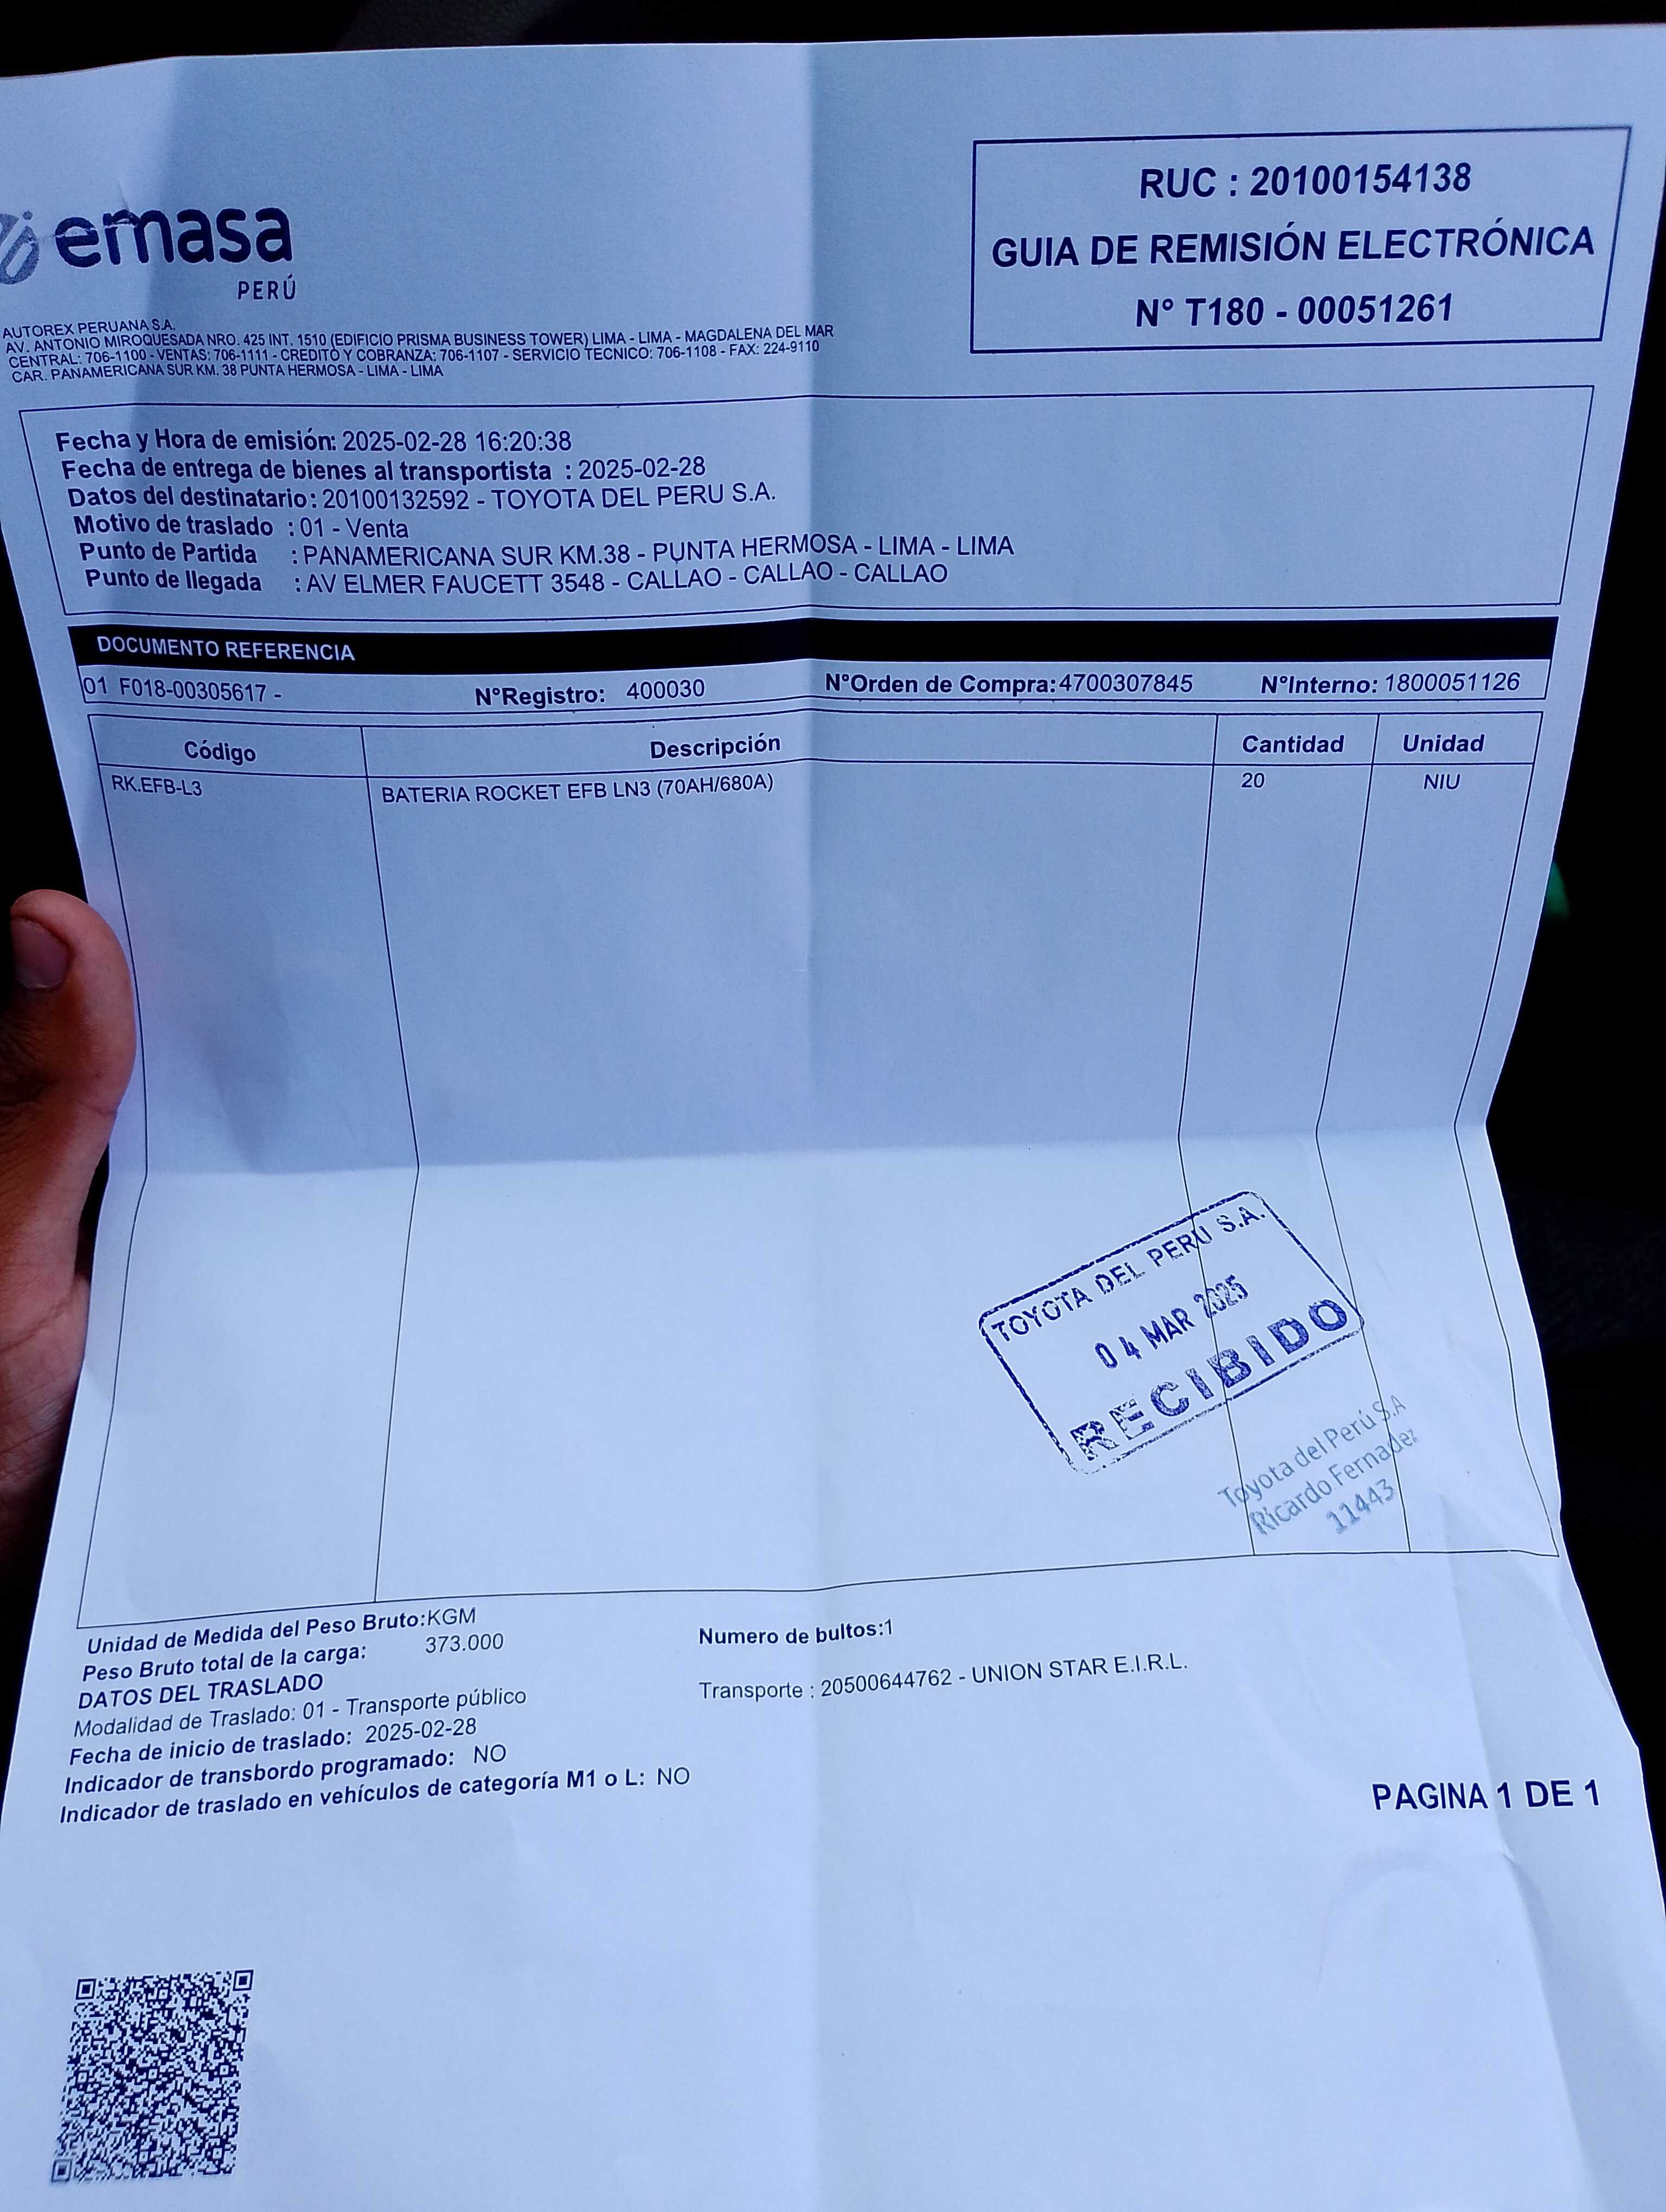 emasa
PERÚ
RUC : 20100154138
GUIA DE REMISIÓN ELECTRÓNICA
N° T180 - 00051261
AUTOREX PERUANA S.A.
AV. ANTONIO MIROQUESADA NRO. 425 INT. 1510 (EDIFICIO PRISMA BUSINESS TOWER) LIMA - LIMA - MAGDALENA DEL MAR
CENTRAL: 706-1100 - VENTAS: 706-1111 - CREDITO Y COBRANZA: 706-1107 - SERVICIO TECNICO: 706-1108 - FAX: 224-9110
CAR. PANAMERICANA SUR KM. 38 PUNTA HERMOSA - LIMA - LIMA
Fecha y Hora de emisión: 2025-02-28 16:20:38
Fecha de entrega de bienes al transportista : 2025-02-28
Datos del destinatario: 20100132592 - TOYOTA DEL PERU S.A.
Motivo de traslado : 01 - Venta
Punto de Partida : PANAMERICANA SUR KM.38 - PUNTA HERMOSA - LIMA - LIMA
Punto de llegada : AV ELMER FAUCETT 3548 - CALLAO - CALLAO - CALLAO
DOCUMENTO REFERENCIA
01 F018-00305617 - N°Registro: 400030 N°Orden de Compra: 4700307845 N°Interno: 1800051126
Código Descripción Cantidad Unidad
RK.EFB-L3 BATERIA ROCKET EFB LN3 (70AH/680A) 20 NIU
TOYOTA DEL PERU S.A.
04 MAR 2025
RECIBIDO
Toyota del Perú S.A
Ricardo Fernadez
11443
Unidad de Medida del Peso Bruto:KGM
Peso Bruto total de la carga: 373.000
Numero de bultos:1
DATOS DEL TRASLADO
Modalidad de Traslado: 01 - Transporte público
Transporte : 20500644762 - UNION STAR E.I.R.L.
Fecha de inicio de traslado: 2025-02-28
Indicador de transbordo programado: NO
Indicador de traslado en vehículos de categoría M1 o L: NO
PAGINA 1 DE 1